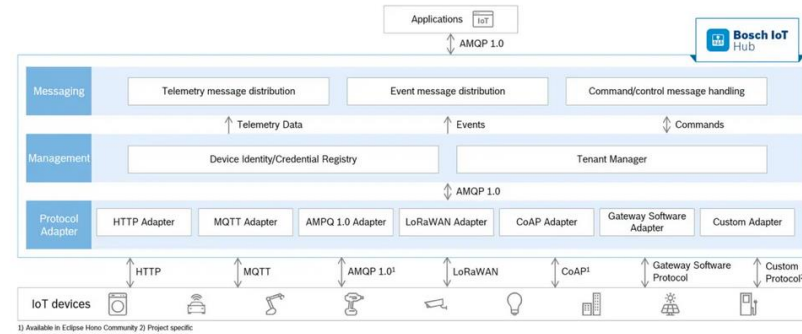 Applications
IoT
AMQP 1.0
Bosch IoT
Hub
Messaging
Telemetry message distribution
Event message distribution
Command/control message handling
Telemetry Data
Events
Commands
Management
Device Identity/Credential Registry
Tenant Manager
AMQP 1.0
Protocol
Adapter
HTTP Adapter
MQTT Adapter
AMPQ 1.0 Adapter
LoRaWAN Adapter
CoAP Adapter
Gateway Software
Adapter
Custom Adapter
HTTP
MQTT
AMQP 1.0¹
LoRaWAN
CoAP¹
Gateway Software
Protocol
Custom
Protocol²
IoT devices
1) Available in Eclipse Hono Community 2) Project specific